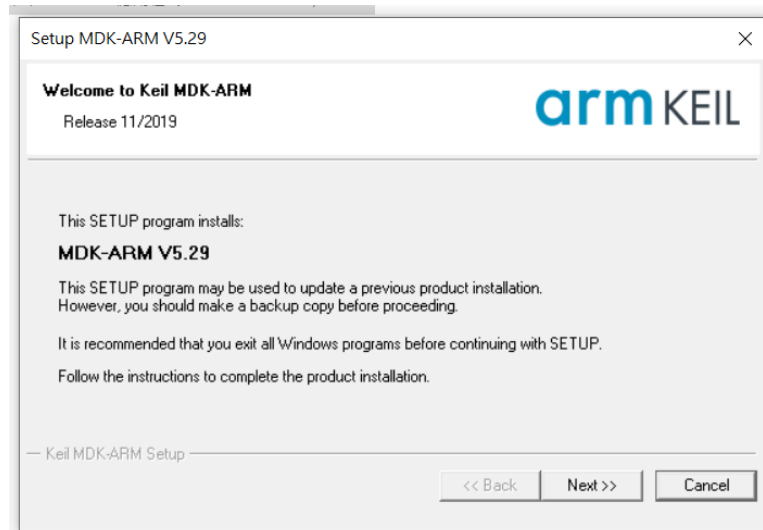 Setup MDK-ARM V5.29
Welcome to Keil MDK-ARM
Release 11/2019
arm KEIL
This SETUP program installs:
MDK-ARM V5.29
This SETUP program may be used to update a previous product installation.
However, you should make a backup copy before proceeding.
It is recommended that you exit all Windows programs before continuing with SETUP.
Follow the instructions to complete the product installation.
Keil MDK-ARM Setup
<< Back
Next >>
Cancel